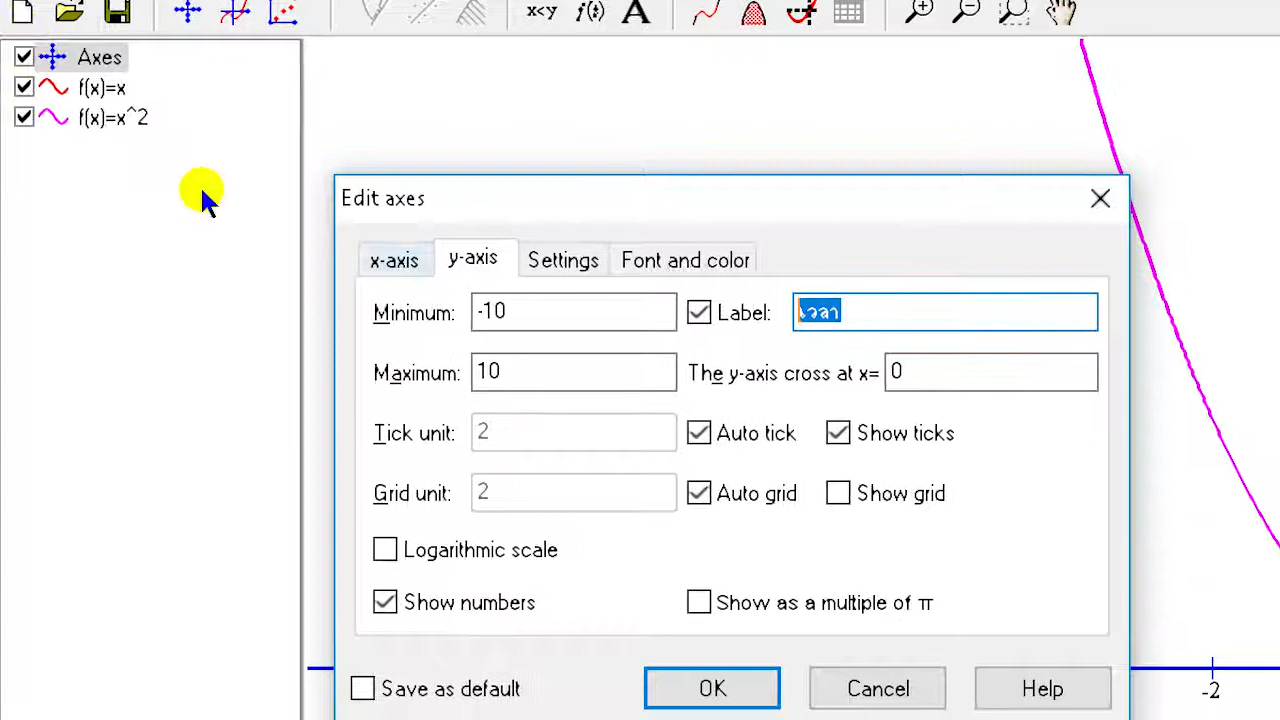 x<y f(t) A
Axes
f(x)=x
f(x)=x^2
Edit axes
x-axis y-axis Settings Font and color
Minimum: -10 Label: เวลา
Maximum: 10 The y-axis cross at x= 0
Tick unit: 2 Auto tick Show ticks
Grid unit: 2 Auto grid Show grid
Logarithmic scale
Show numbers Show as a multiple of π
Save as default OK Cancel Help
-2